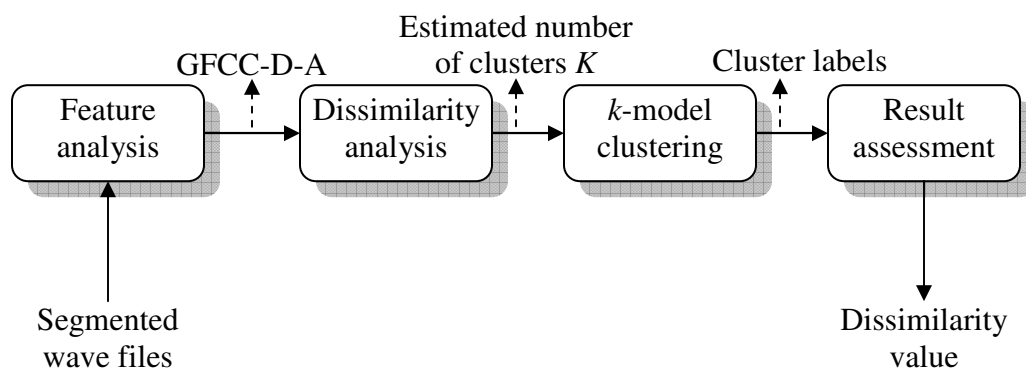 GFCC-D-A
Estimated number
of clusters K
Cluster labels
Feature
analysis
Dissimilarity
analysis
k-model
clustering
Result
assessment
Segmented
wave files
Dissimilarity
value